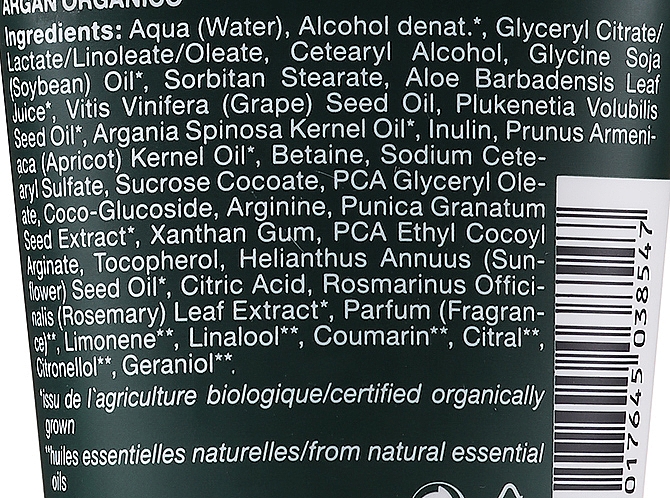 ARGAN ORGANICO
Ingredients: Aqua (Water), Alcohol denat.*, Glyceryl Citrate/
Lactate/Linoleate/Oleate, Cetearyl Alcohol, Glycine Soja
(Soybean) Oil*, Sorbitan Stearate, Aloe Barbadensis Leaf
Juice*, Vitis Vinifera (Grape) Seed Oil, Plukenetia Volubilis
Seed Oil*, Argania Spinosa Kernel Oil*, Inulin, Prunus Armeni-
aca (Apricot) Kernel Oil*, Betaine, Sodium Cete-
aryl Sulfate, Sucrose Cocoate, PCA Glyceryl Ole-
ate, Coco-Glucoside, Arginine, Punica Granatum
Seed Extract*, Xanthan Gum, PCA Ethyl Cocoyl
Arginate, Tocopherol, Helianthus Annuus (Sun-
flower) Seed Oil*, Citric Acid, Rosmarinus Offici-
nalis (Rosemary) Leaf Extract*, Parfum (Fragran-
ce)**, Limonene**, Linalool**, Coumarin**, Citral**,
Citronellol**, Geraniol**.
*issu de l`agriculture biologique/certified organically
grown
**huiles essentielles naturelles/from natural essential
oils
017645 038547